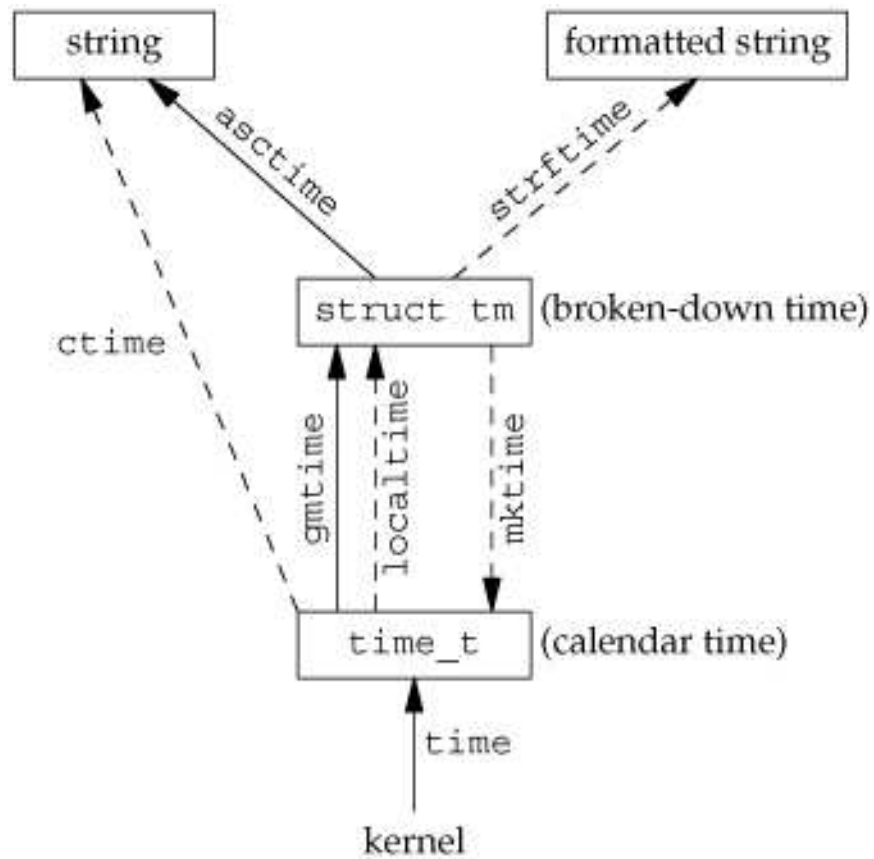 string
formatted string
asctime
strftime
struct tm
(broken-down time)
ctime
gmtime
localtime
mktime
time_t
(calendar time)
time
kernel